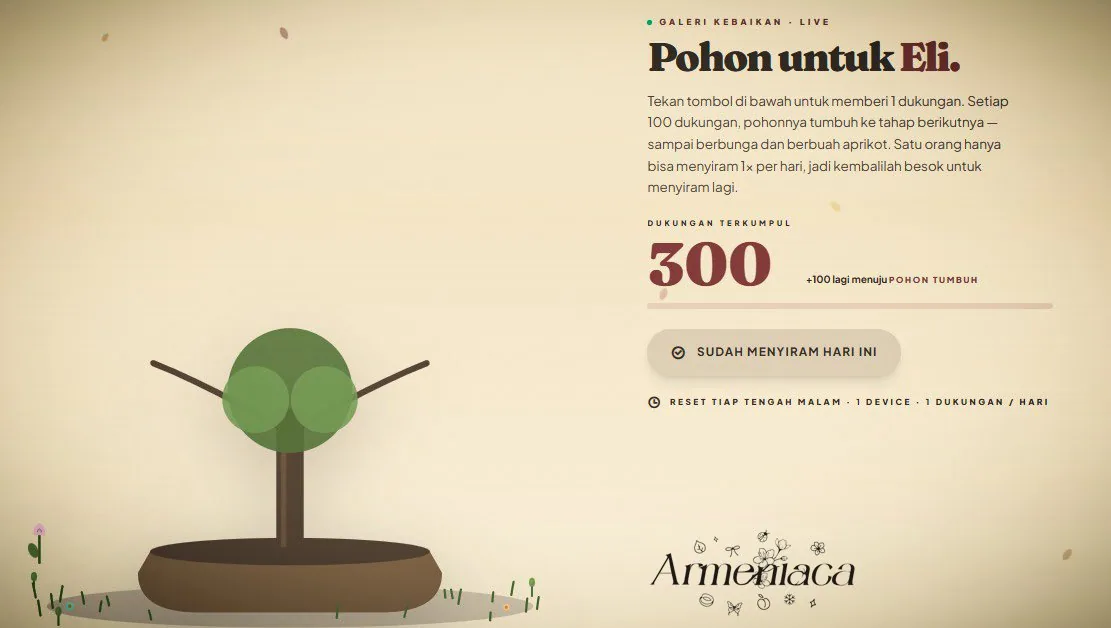 GALERI KEBAIKAN · LIVE
Pohon untuk Eli.
Tekan tombol di bawah untuk memberi 1 dukungan. Setiap
100 dukungan, pohonnya tumbuh ke tahap berikutnya —
sampai berbunga dan berbuah aprikot. Satu orang hanya
bisa menyiram 1× per hari, jadi kembalilah besok untuk
menyiram lagi.
DUKUNGAN TERKUMPUL
300
+100 lagi menuju POHON TUMBUH
SUDAH MENYIRAM HARI INI
RESET TIAP TENGAH MALAM · 1 DEVICE · 1 DUKUNGAN / HARI
Armeniaca